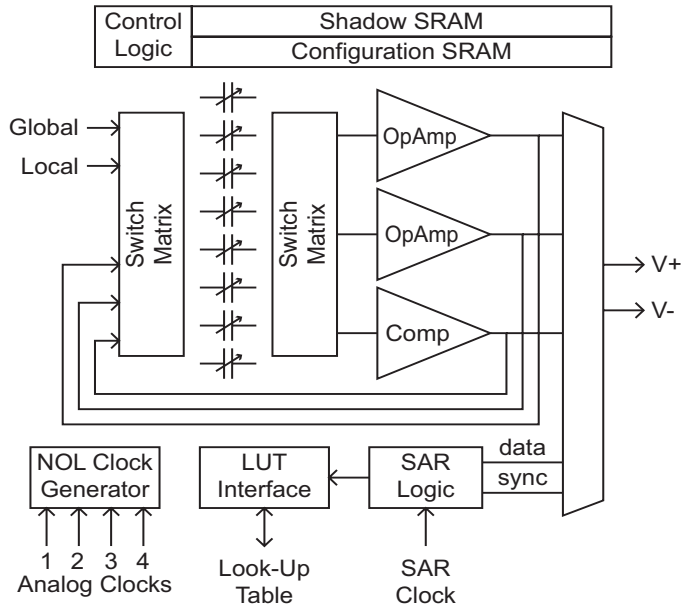 Control
Logic
Shadow SRAM
Configuration SRAM
Global
Local
Switch
Matrix
Switch
Matrix
OpAmp
OpAmp
Comp
V+
V-
NOL Clock
Generator
LUT
Interface
SAR
Logic
data
sync
1 2 3 4
Analog Clocks
Look-Up
Table
SAR
Clock